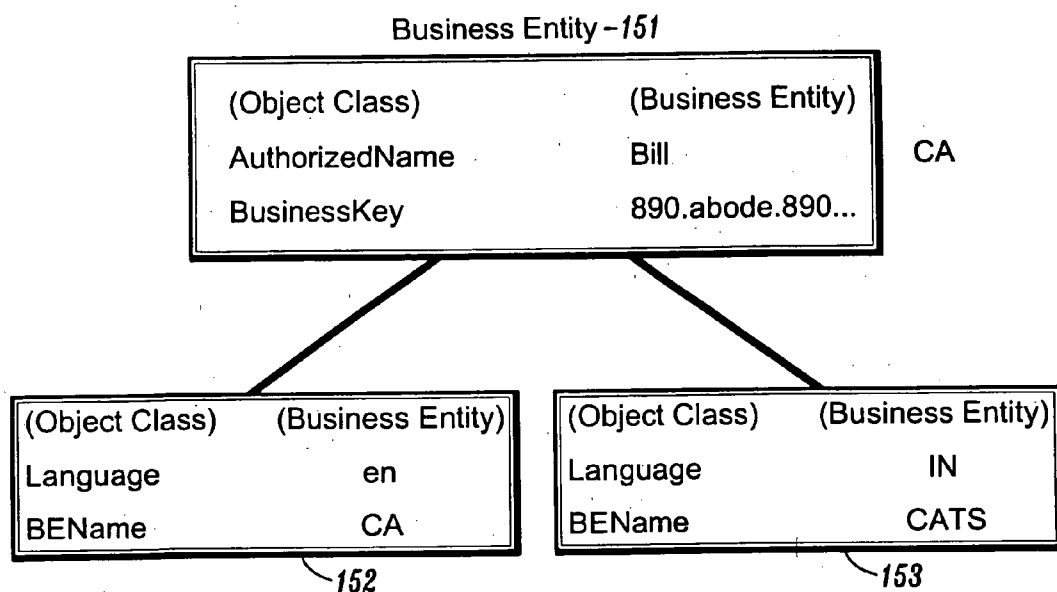 Business Entity -151
(Object Class) (Business Entity)
AuthorizedName Bill
CA
BusinessKey 890.abode.890...
(Object Class) (Business Entity)
Language en
BEName CA
152
(Object Class) (Business Entity)
Language IN
BEName CATS
153